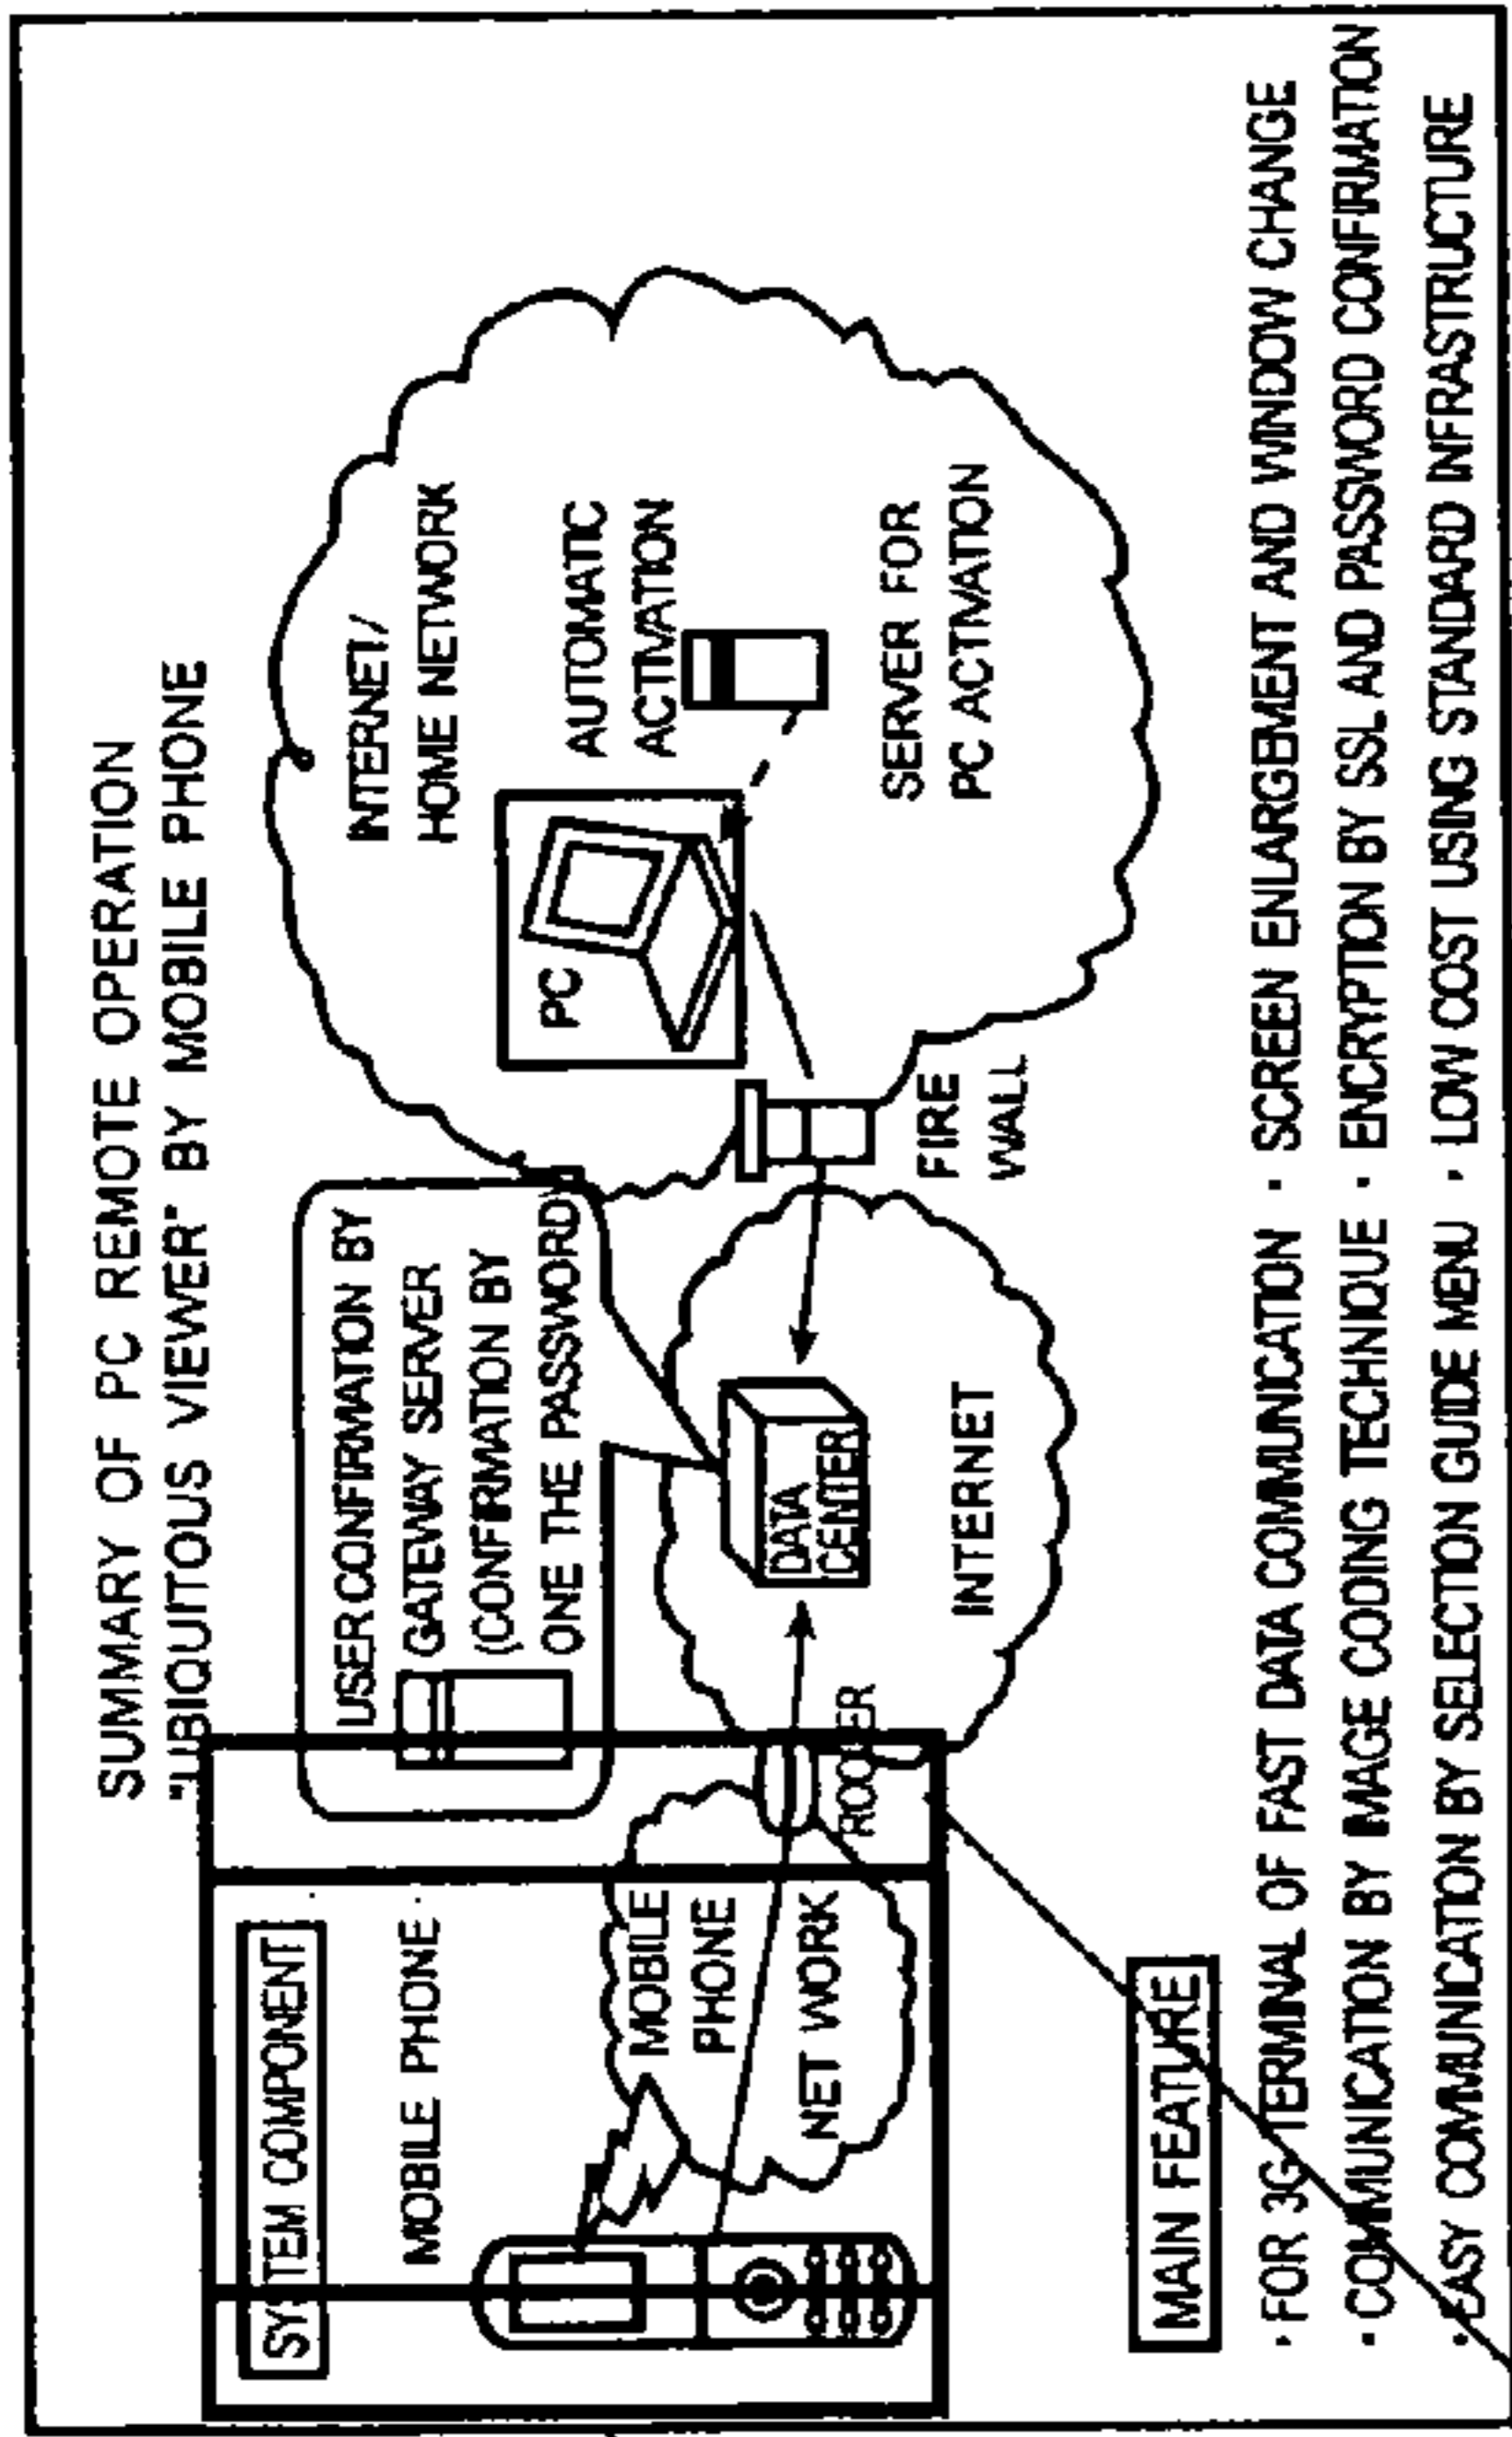 SUMMARY OF PC REMOTE OPERATION
"UBIQUITOUS VIEWER" BY MOBILE PHONE
SYSTEM COMPONENT
MOBILE PHONE
MOBILE
PHONE
NET WORK
USER CONFIRMATION BY
GATEWAY SERVER
(CONFIRMATION BY
ONE THE PASSWORD)
ROOTER
DATA
CENTER
INTERNET
FIRE
WALL
INTERNET/
HOME NETWORK
PC
AUTOMATIC
ACTIVATION
SERVER FOR
PC ACTIVATION
MAIN FEATURE
· FOR 3G TERMINAL OF FAST DATA COMMUNICATION · SCREEN ENLARGEMENT AND WINDOW CHANGE
· COMMUNICATION BY IMAGE CODING TECHNIQUE · ENCRYPTION BY SSL AND PASSWORD CONFIRMATION
· EASY COMMUNICATION BY SELECTION GUIDE MENU · LOW COST USING STANDARD INFRASTRUCTURE